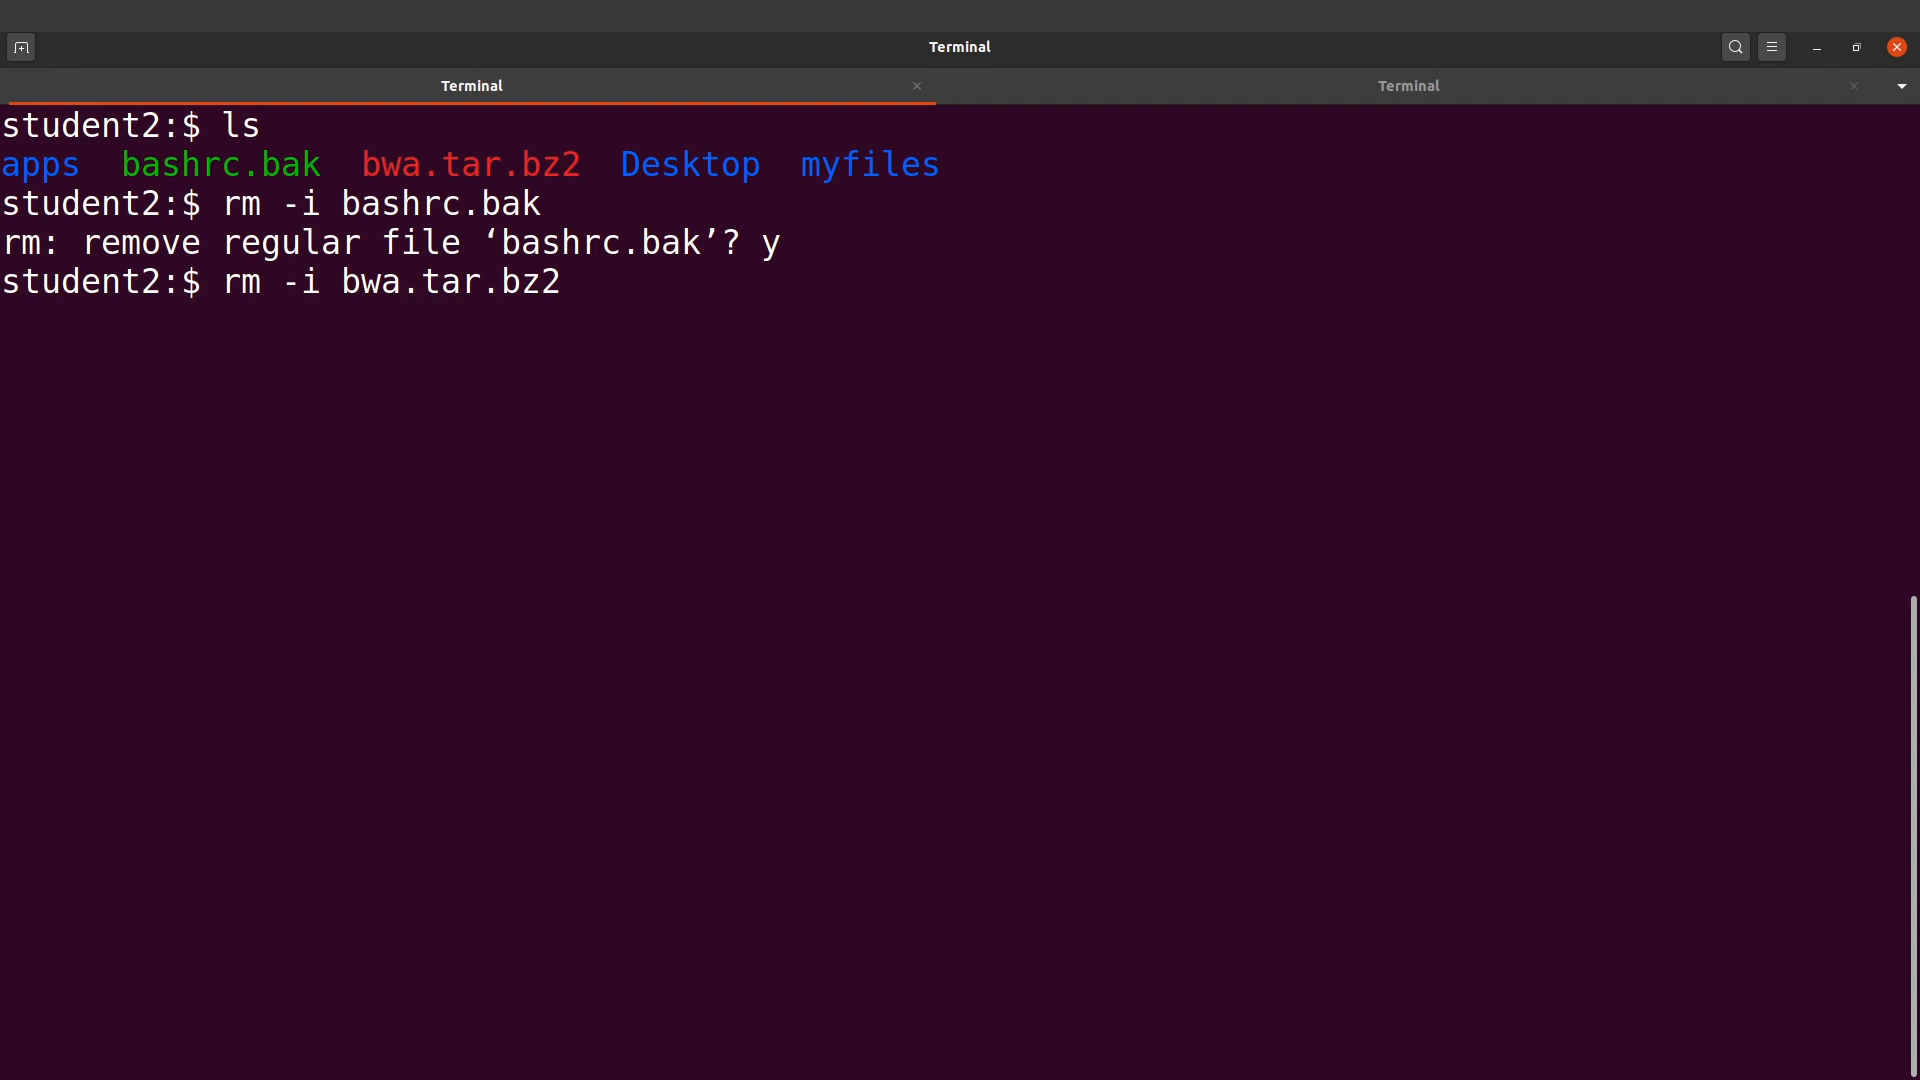 Terminal
Terminal Terminal
student2:$ ls
apps  bashrc.bak  bwa.tar.bz2  Desktop  myfiles
student2:$ rm -i bashrc.bak
rm: remove regular file ‘bashrc.bak’? y
student2:$ rm -i bwa.tar.bz2